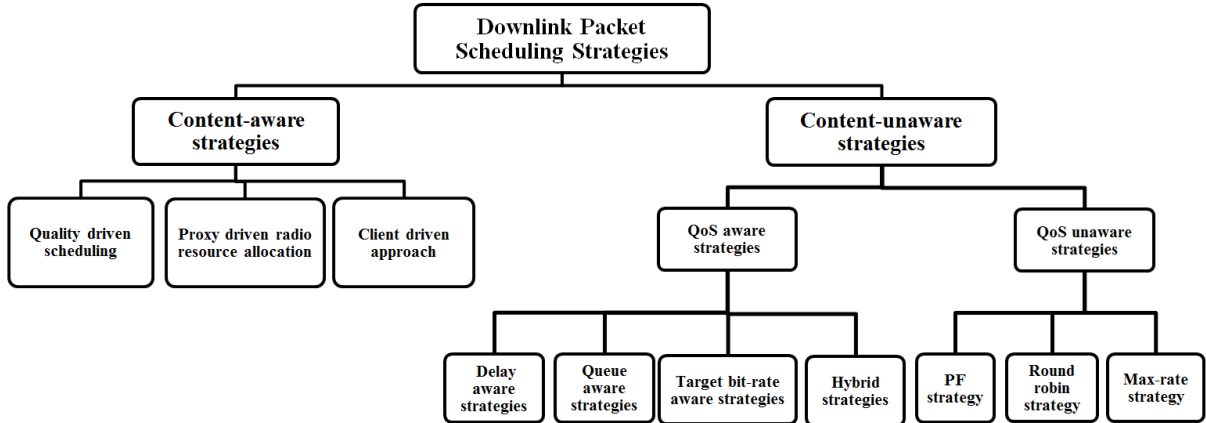 Downlink Packet
Scheduling Strategies
Content-aware
strategies
Content-unaware
strategies
Quality driven
scheduling
Proxy driven radio
resource allocation
Client driven
approach
QoS aware
strategies
QoS unaware
strategies
Delay
aware
strategies
Queue
aware
strategies
Target bit-rate
aware strategies
Hybrid
strategies
PF
strategy
Round
robin
strategy
Max-rate
strategy